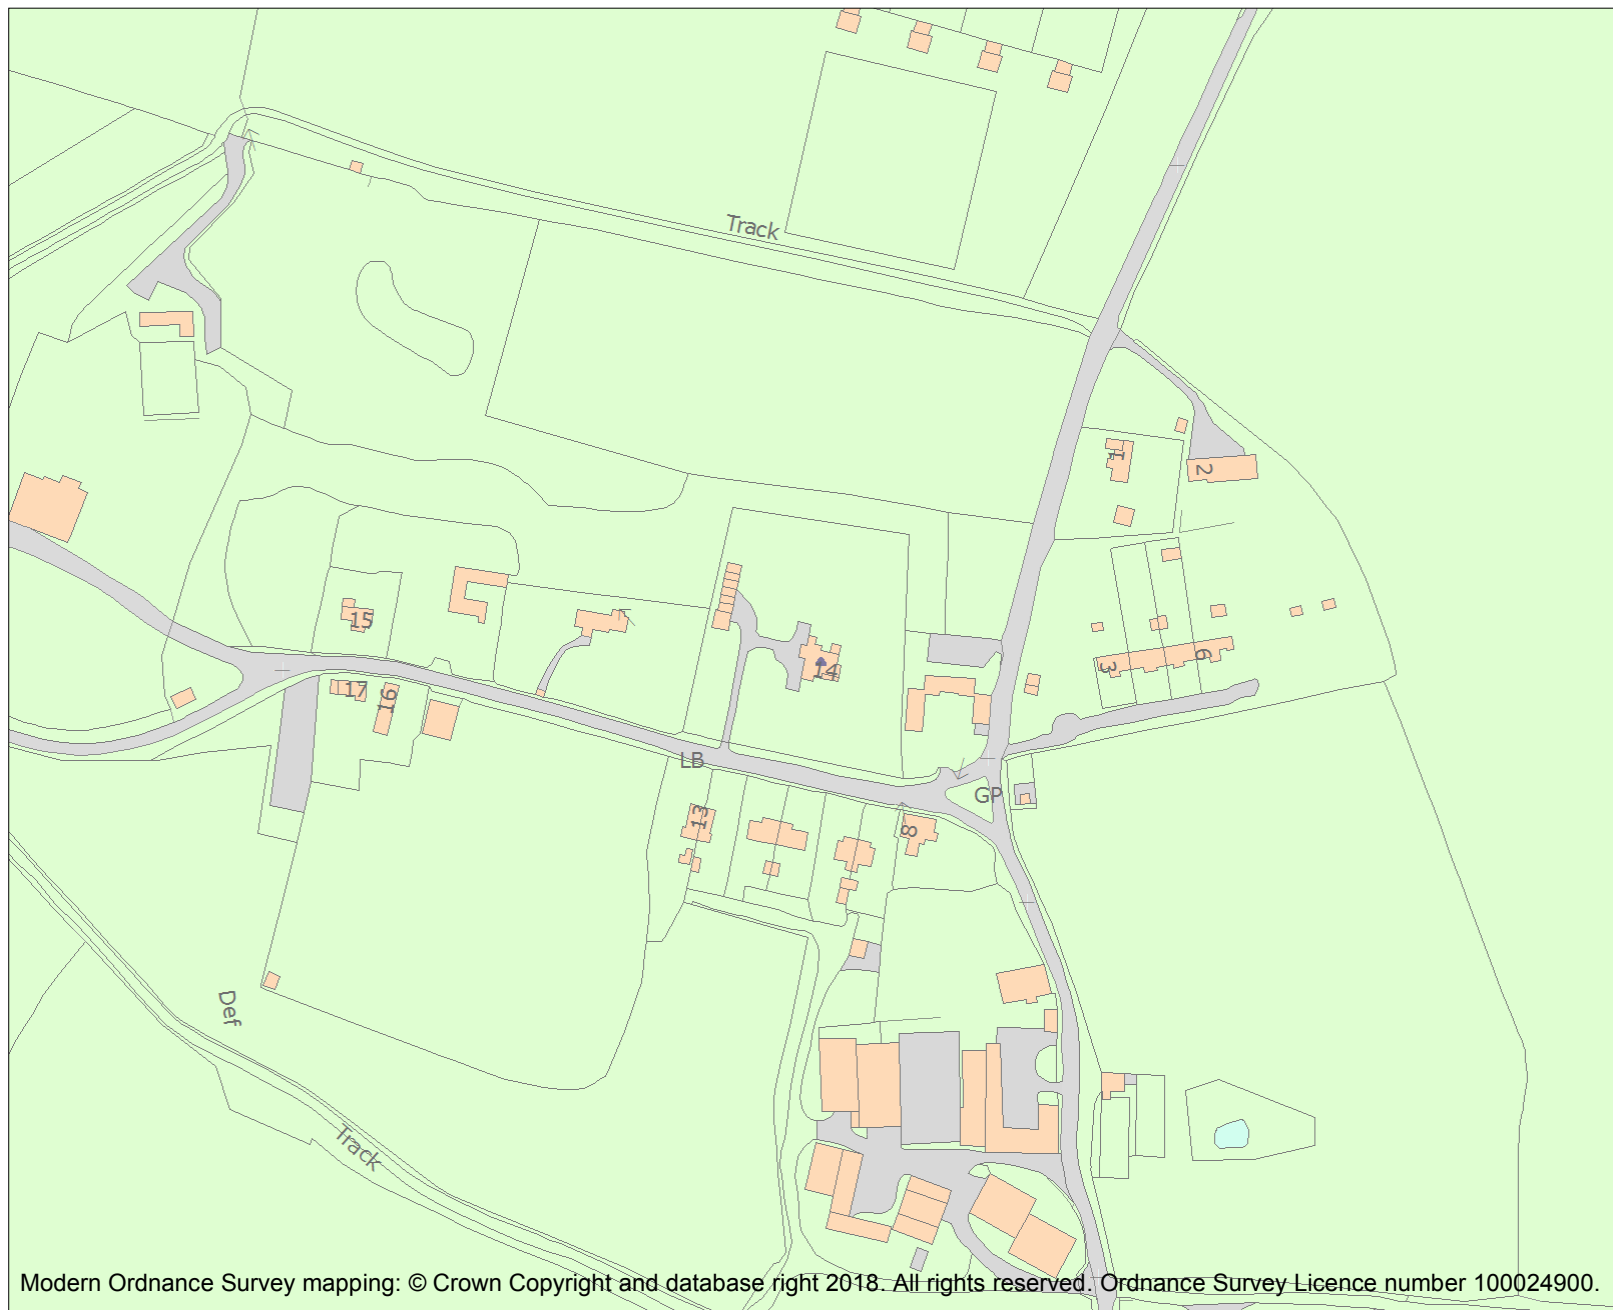 Track
1
2
15
3
6
14
17
16
LB
GP
13
8
Def
Track
Modern Ordnance Survey mapping: © Crown Copyright and database right 2018. All rights reserved. Ordnance Survey Licence number 100024900.